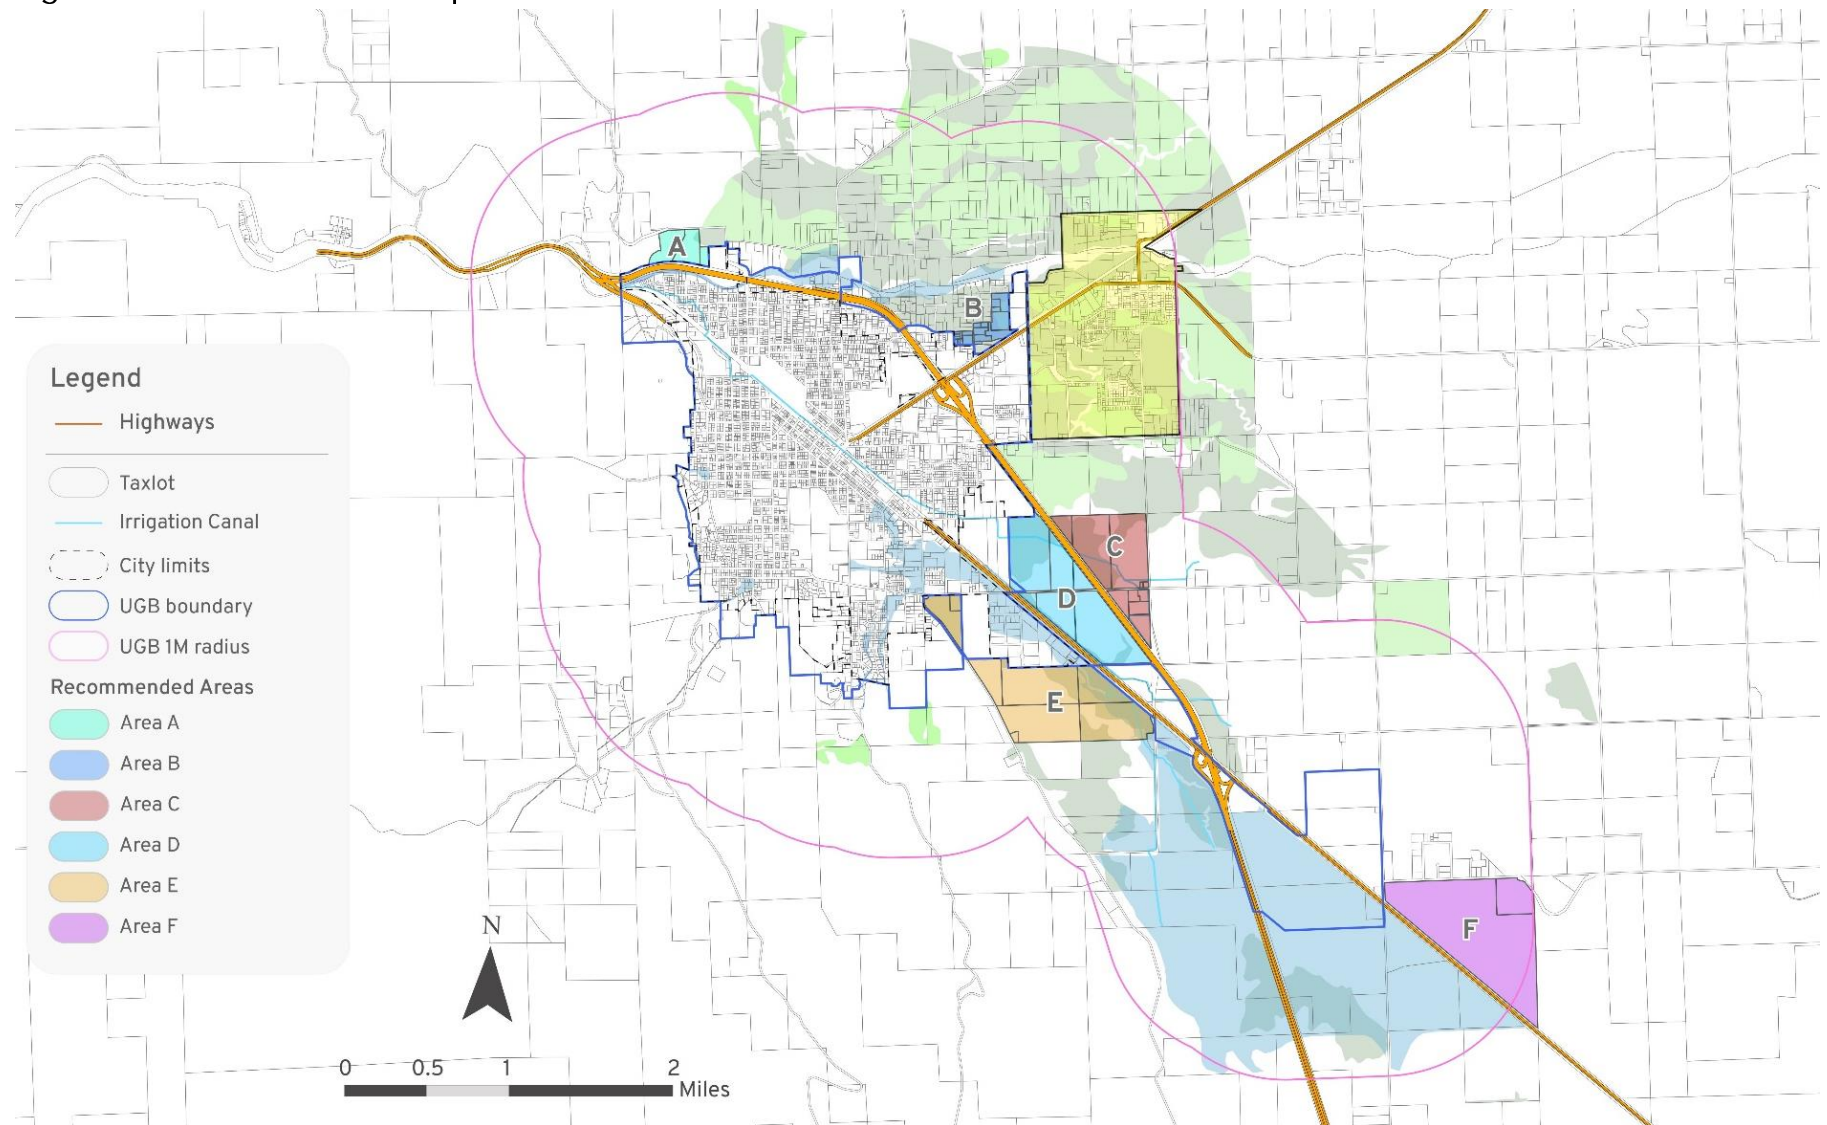 A
B
C
D
E
F
Legend
Highways
Taxlot
Irrigation Canal
City limits
UGB boundary
UGB 1M radius
Recommended Areas
Area A
Area B
Area C
Area D
Area E
Area F
N
0 0.5 1 2
Miles